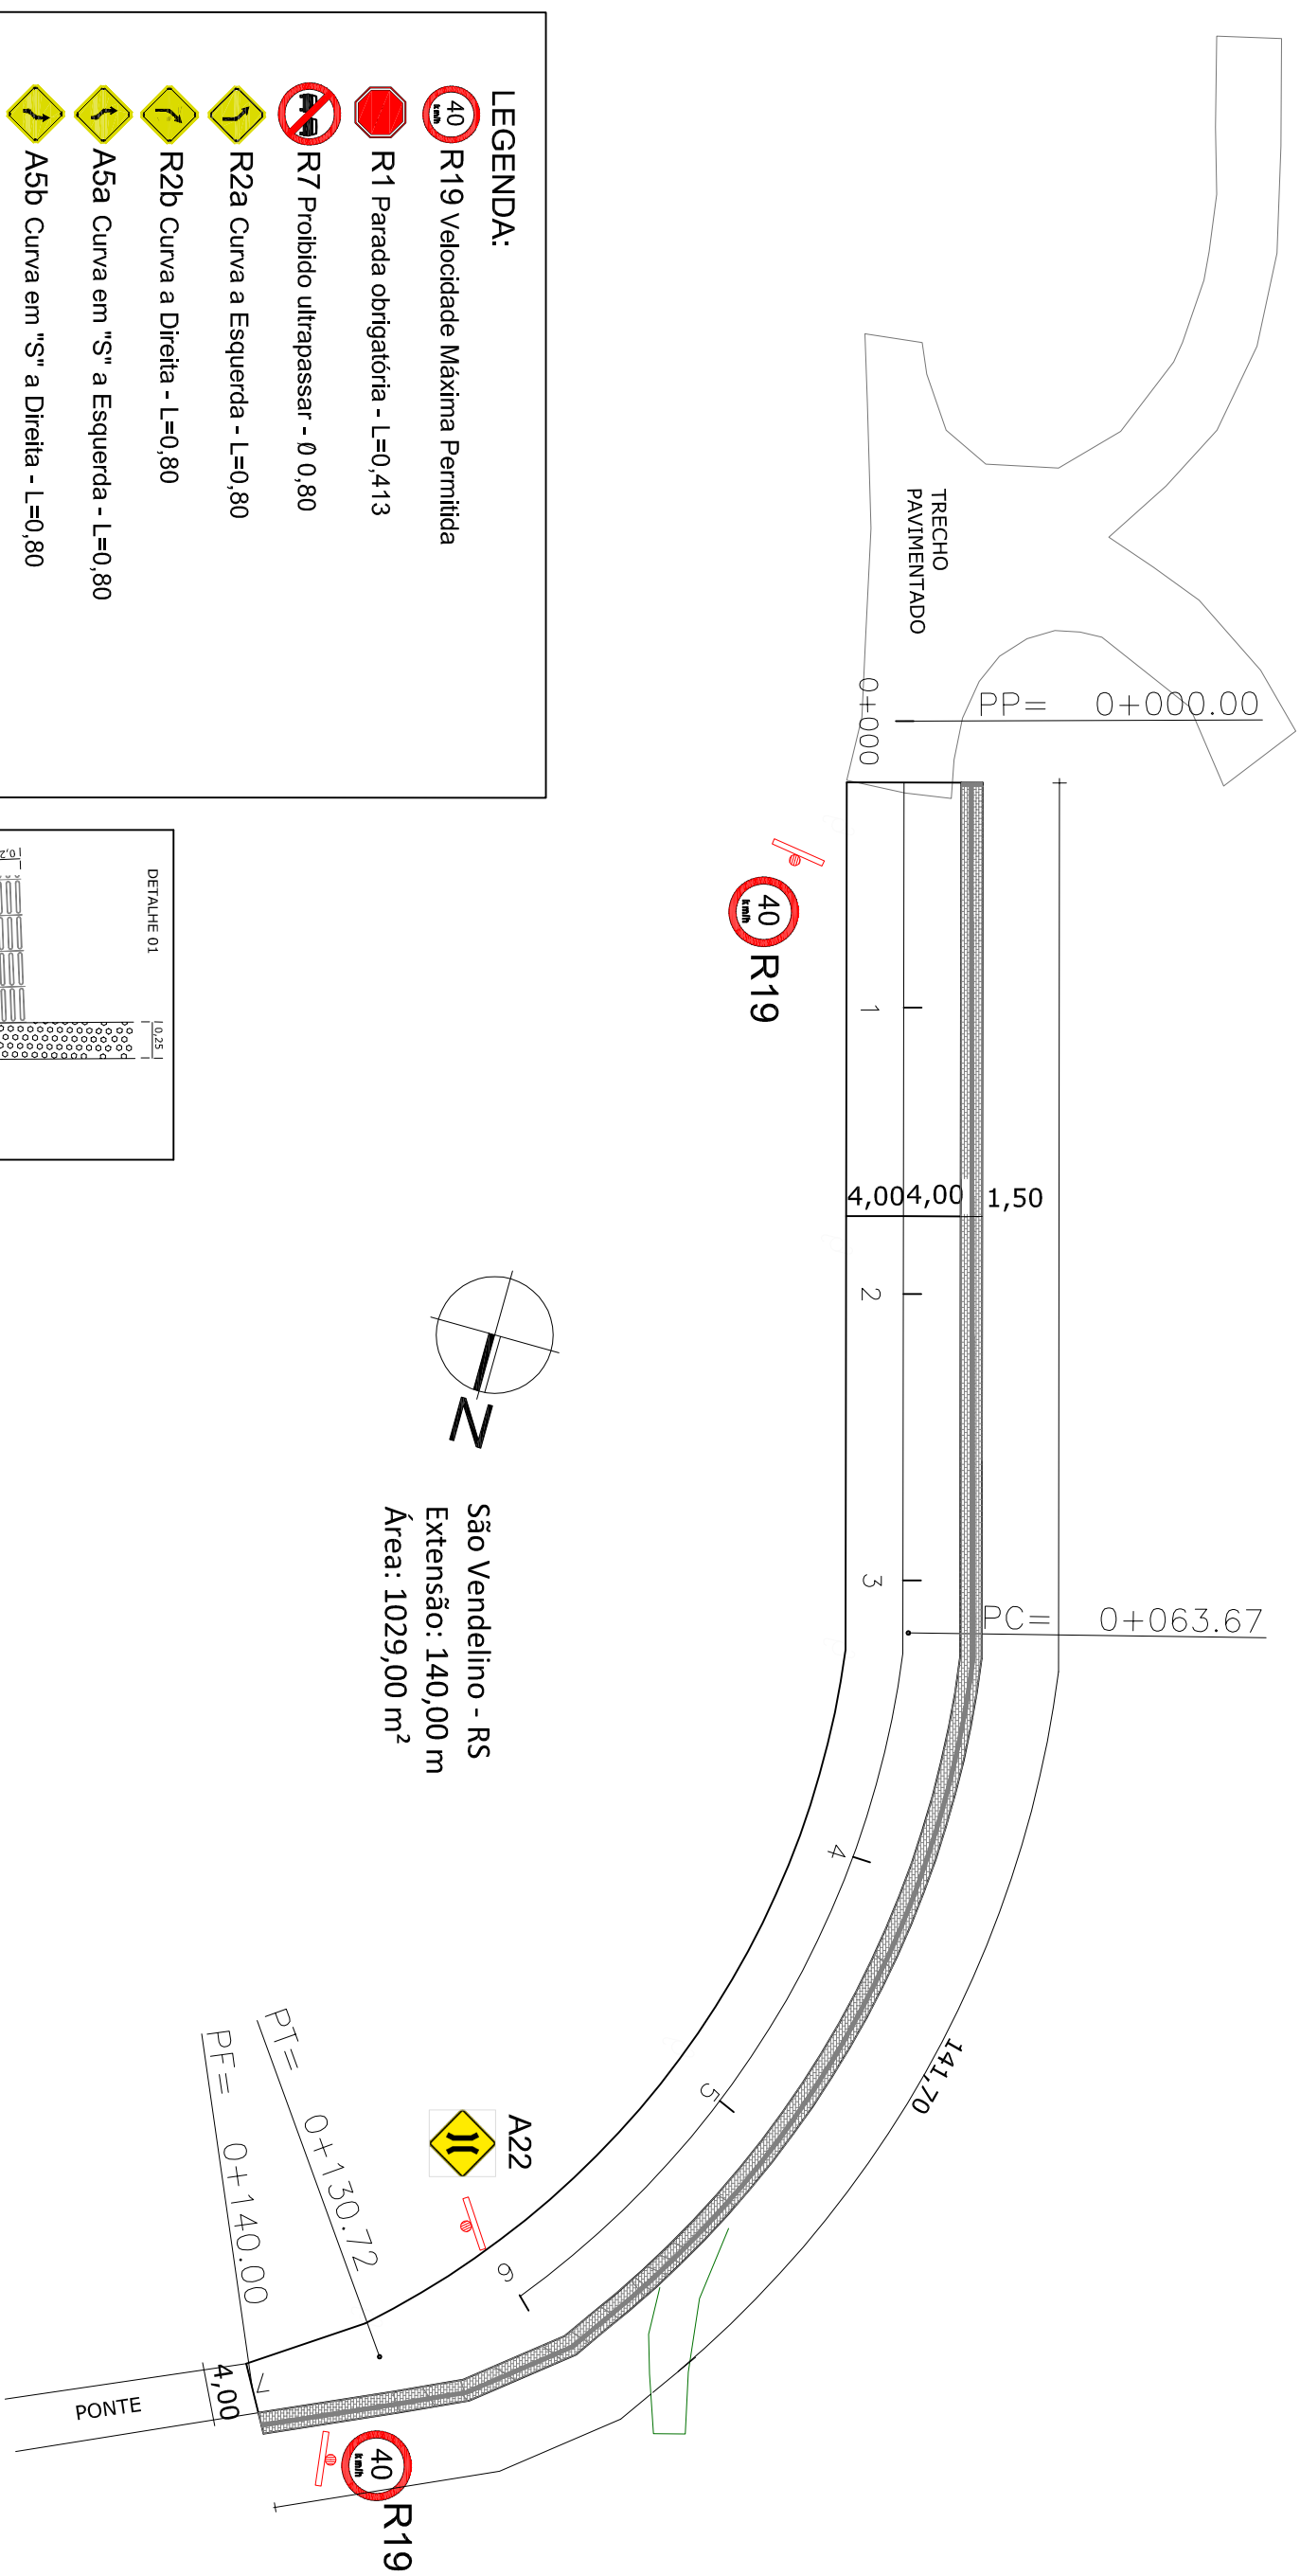 LEGENDA:
40 km/h R19 Velocidade Máxima Permitida
R1 Parada obrigatória - L=0,413
R7 Proibido ultrapassar - Ø 0,80
R2a Curva a Esquerda - L=0,80
R2b Curva a Direita - L=0,80
A5a Curva em "S" a Esquerda - L=0,80
A5b Curva em "S" a Direita - L=0,80
DETALHE 01
0,25
TRECHO
PAVIMENTADO
0+000
PP= 0+000.00
40 km/h
R19
1
4,00
4,00
1,50
2
3
PC= 0+063.67
N
São Vendelino - RS
Extensão: 140,00 m
Área: 1029,00 m²
4
141,70
5
A22
6
PT= 0+130.72
PF= 0+140.00
4,00
PONTE
40 km/h
R19